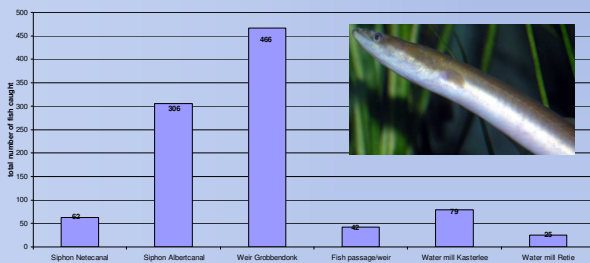 total number of fish caught
500
450
400
350
300
250
200
150
100
50
0
62
306
466
42
79
25
Siphon Netecanal
Siphon Albertcanal
Weir Grobbendonk
Fish passage/weir
Water mill Kasterlee
Water mill Retie